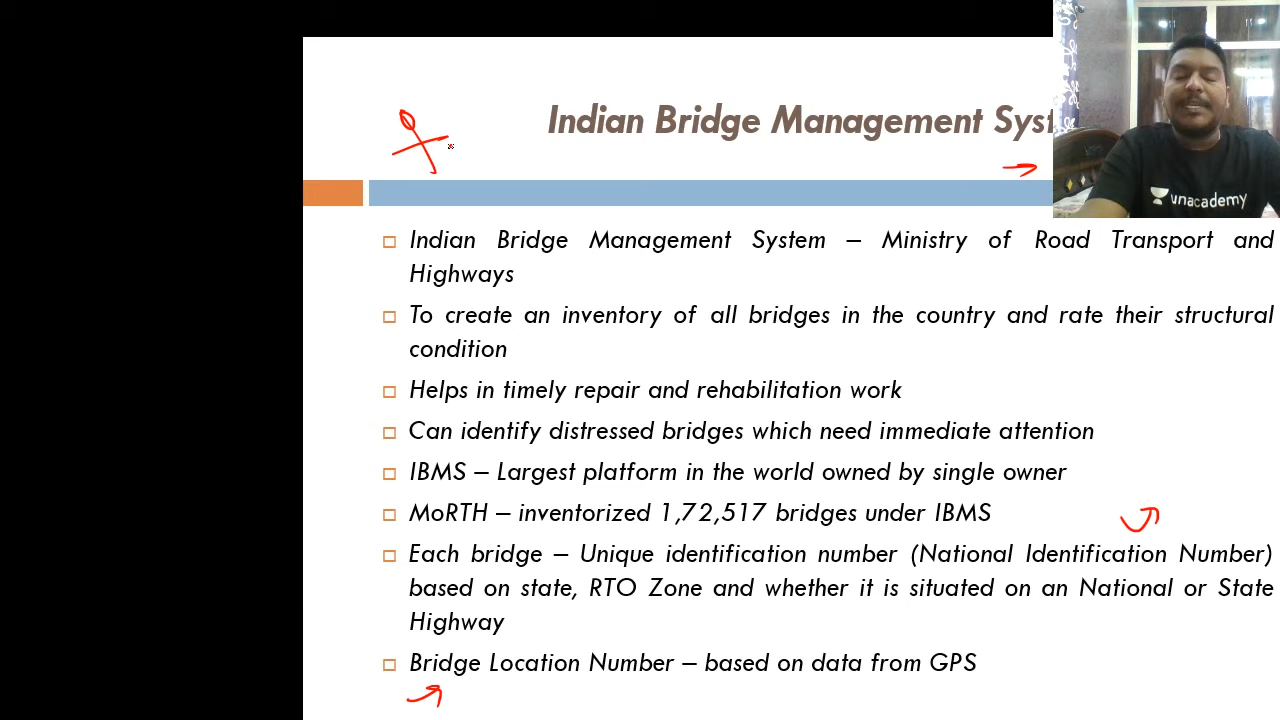 Indian Bridge Management Syst
unacademy
Indian Bridge Management System – Ministry of Road Transport and
Highways
To create an inventory of all bridges in the country and rate their structural
condition
Helps in timely repair and rehabilitation work
Can identify distressed bridges which need immediate attention
IBMS – Largest platform in the world owned by single owner
MoRTH – inventorized 1,72,517 bridges under IBMS
Each bridge – Unique identification number (National Identification Number)
based on state, RTO Zone and whether it is situated on an National or State
Highway
Bridge Location Number – based on data from GPS